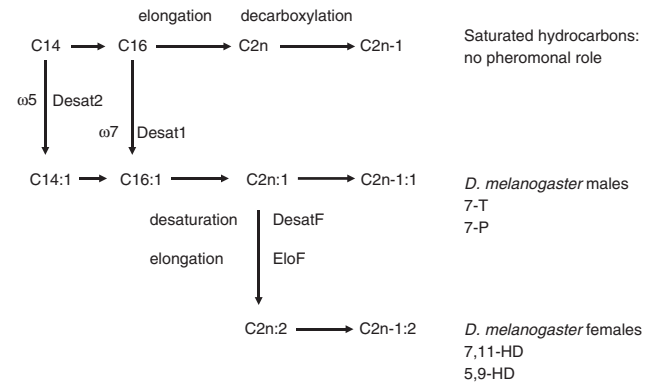 elongation decarboxylation
C14 C16 C2n C2n-1
Saturated hydrocarbons:
no pheromonal role
ω5 Desat2
ω7 Desat1
C14:1 C16:1 C2n:1 C2n-1:1
D. melanogaster males
7-T
7-P
desaturation DesatF
elongation EloF
C2n:2 C2n-1:2
D. melanogaster females
7,11-HD
5,9-HD